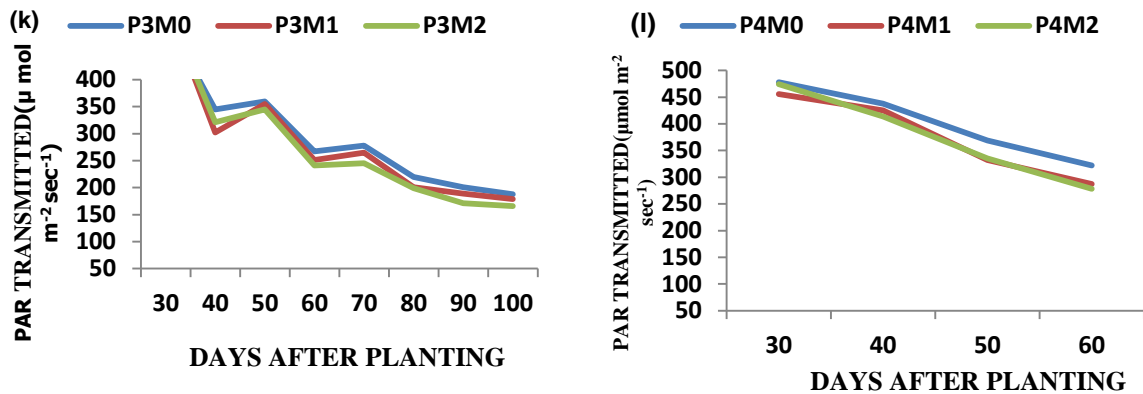 (k)
P3M0 P3M1 P3M2
PAR TRANSMITTED(µ mol
m⁻² sec⁻¹)
400
350
300
250
200
150
100
50
30 40 50 60 70 80 90 100
DAYS AFTER PLANTING
(l)
P4M0 P4M1 P4M2
PAR TRANSMITTED(µmol m⁻²
sec⁻¹)
500
450
400
350
300
250
200
150
100
50
30 40 50 60
DAYS AFTER PLANTING